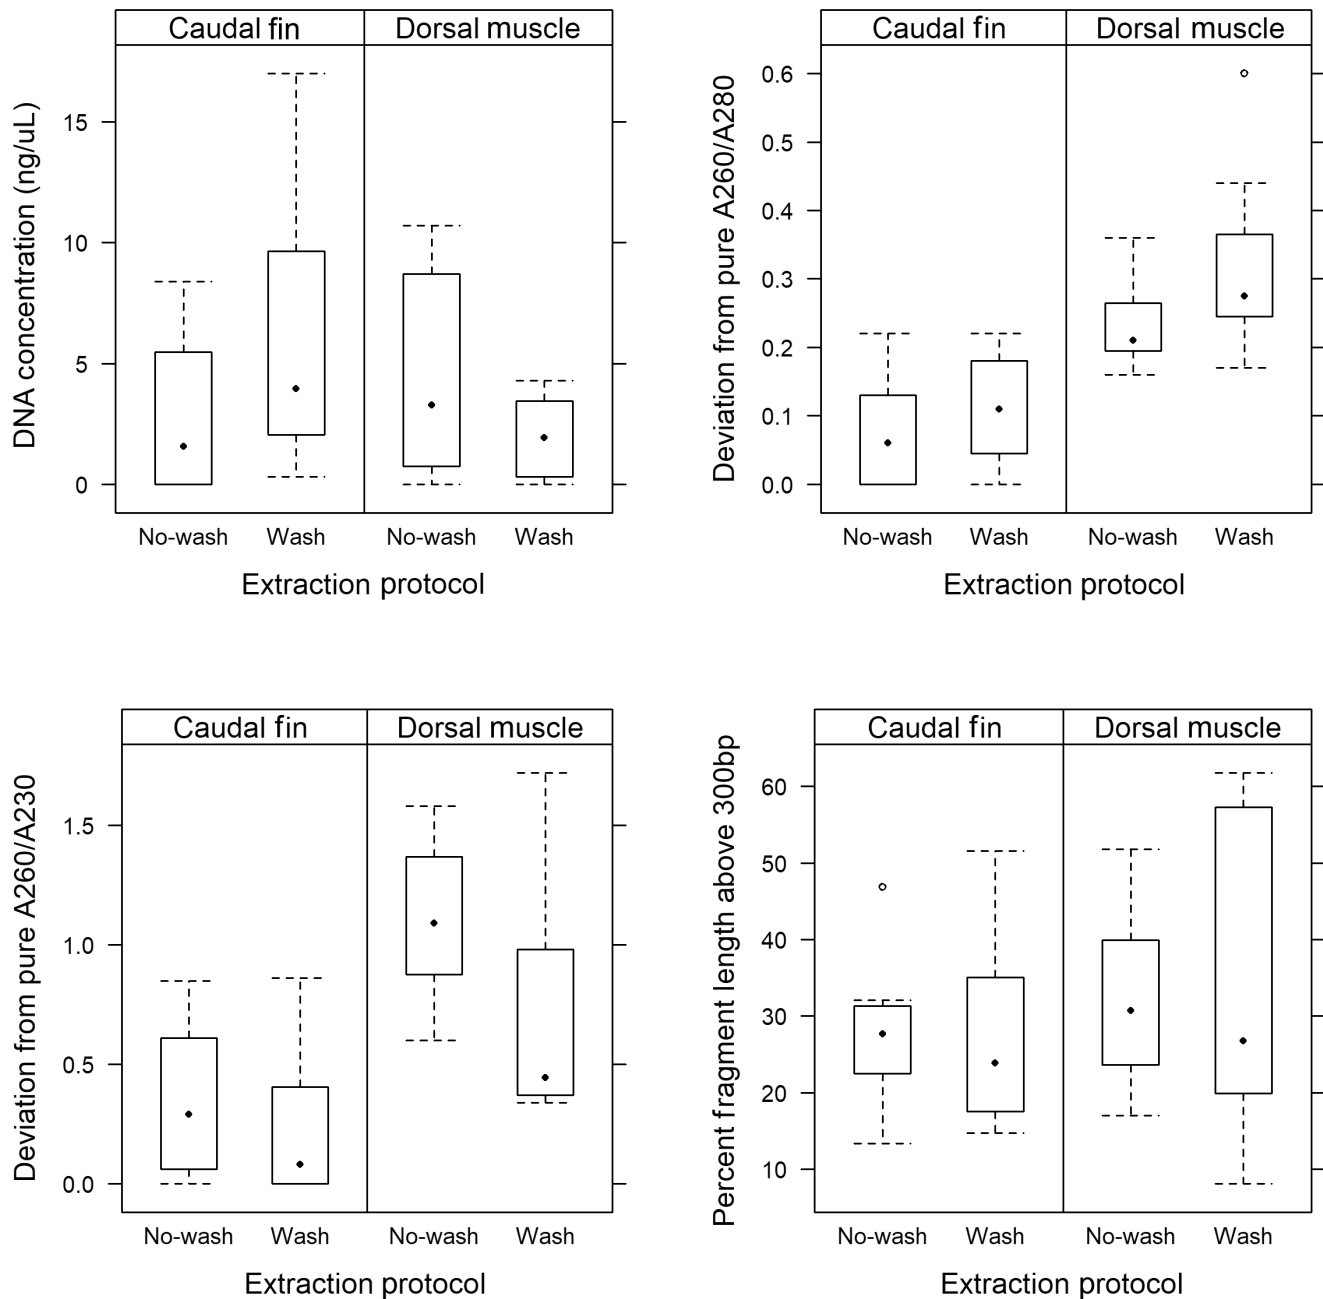 Caudal fin Dorsal muscle
DNA concentration (ng/uL)
15
10
5
0
No-wash Wash No-wash Wash
Extraction protocol
Caudal fin Dorsal muscle
Deviation from pure A260/A280
0.6
0.5
0.4
0.3
0.2
0.1
0.0
No-wash Wash No-wash Wash
Extraction protocol
Caudal fin Dorsal muscle
Deviation from pure A260/A230
1.5
1.0
0.5
0.0
No-wash Wash No-wash Wash
Extraction protocol
Caudal fin Dorsal muscle
Percent fragment length above 300bp
60
50
40
30
20
10
No-wash Wash No-wash Wash
Extraction protocol